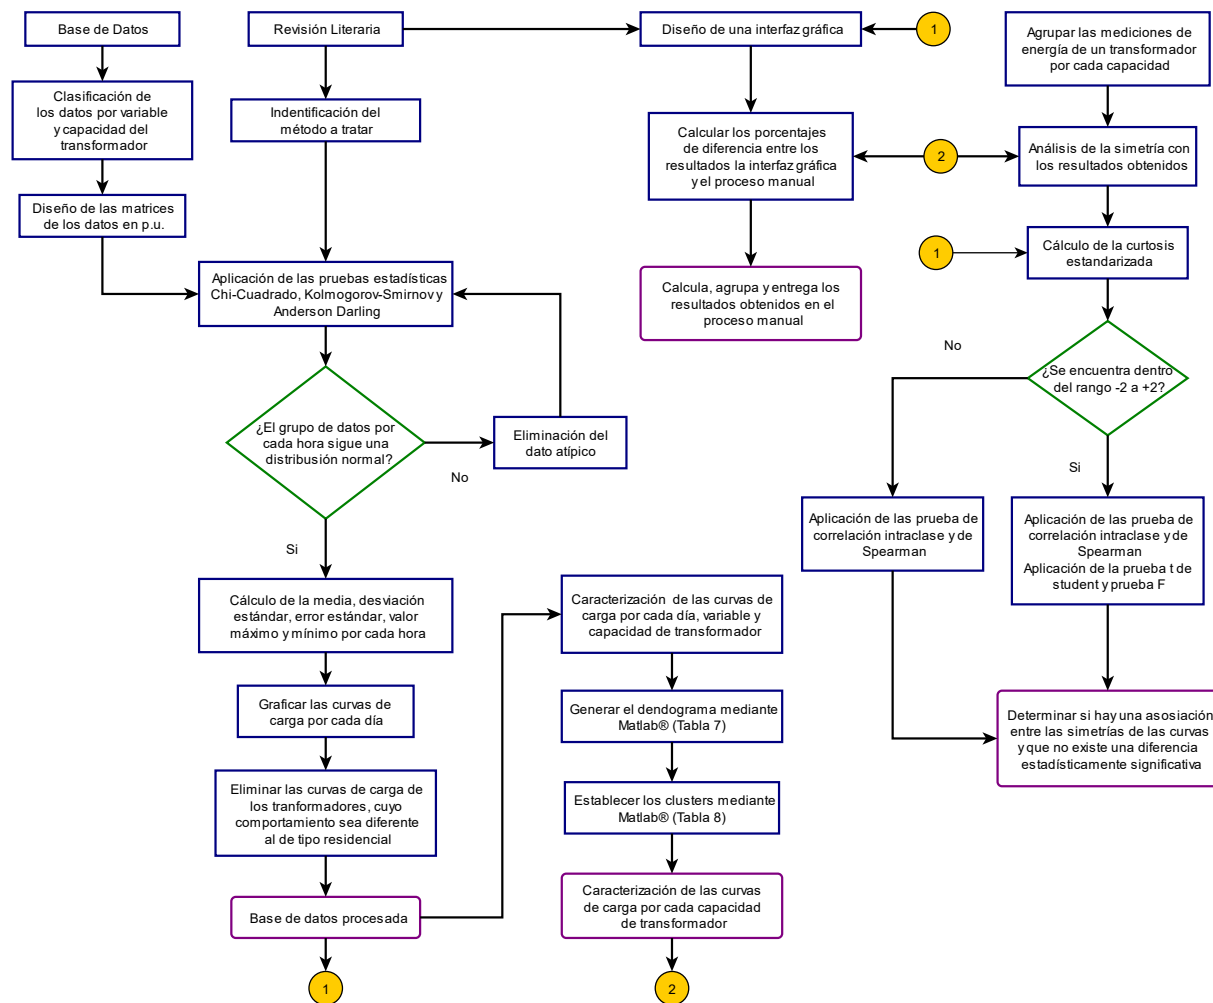 Base de Datos
Clasificación de
los datos por variable
y capacidad del
transformador
Diseño de las matrices
de los datos en p.u.
Revisión Literaria
Indentificación del
método a tratar
Aplicación de las pruebas estadísticas
Chi-Cuadrado, Kolmogorov-Smirnov y
Anderson Darling
¿El grupo de datos por
cada hora sigue una
distribusión normal?
No
Eliminación del
dato atípico
Si
Cálculo de la media, desviación
estándar, error estándar, valor
máximo y mínimo por cada hora
Graficar las curvas de
carga por cada día
Eliminar las curvas de carga de
los tranformadores, cuyo
comportamiento sea diferente
al de tipo residencial
Base de datos procesada
1
Diseño de una interfaz gráfica
1
Calcular los porcentajes
de diferencia entre los
resultados la interfaz gráfica
y el proceso manual
2
Calcula, agrupa y entrega los
resultados obtenidos en el
proceso manual
Caracterización de las curvas de
carga por cada día, variable y
capacidad de transformador
Generar el dendograma mediante
Matlab® (Tabla 7)
Establecer los clusters mediante
Matlab® (Tabla 8)
Caracterización de las curvas
de carga por cada capacidad
de transformador
2
Agrupar las mediciones de
energía de un transformador
por cada capacidad
Análisis de la simetría con
los resultados obtenidos
1
Cálculo de la curtosis
estandarizada
¿Se encuentra dentro
del rango -2 a +2?
No
Si
Aplicación de las prueba de
correlación intraclase y de
Spearman
Aplicación de las prueba de
correlación intraclase y de
Spearman
Aplicación de la prueba t de
student y prueba F
Determinar si hay una asosiación
entre las simetrías de las curvas
y que no existe una diferencia
estadísticamente significativa